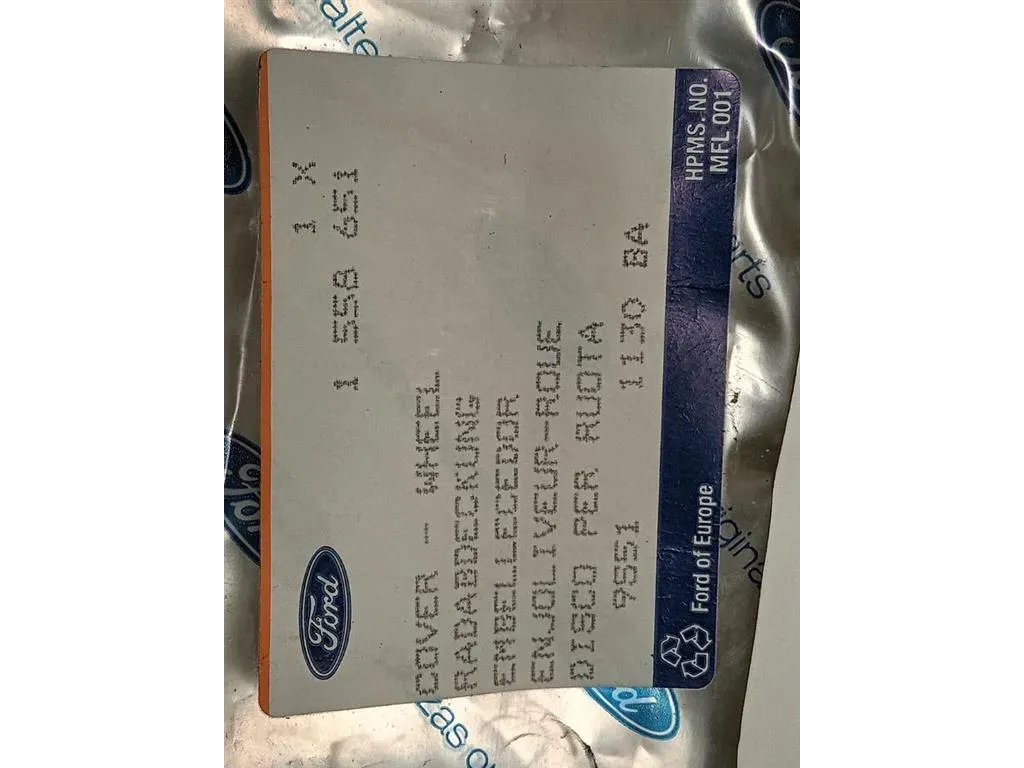 Ford
1 X
1 558 651
COVER - WHEEL
RADABDECKUNG
EMBELLECEDOR
ENJOLIVEUR-ROUE
DISCO PER RUOTA
9551 1130 BA
Ford of Europe
HPMS. NO.
MFL 001